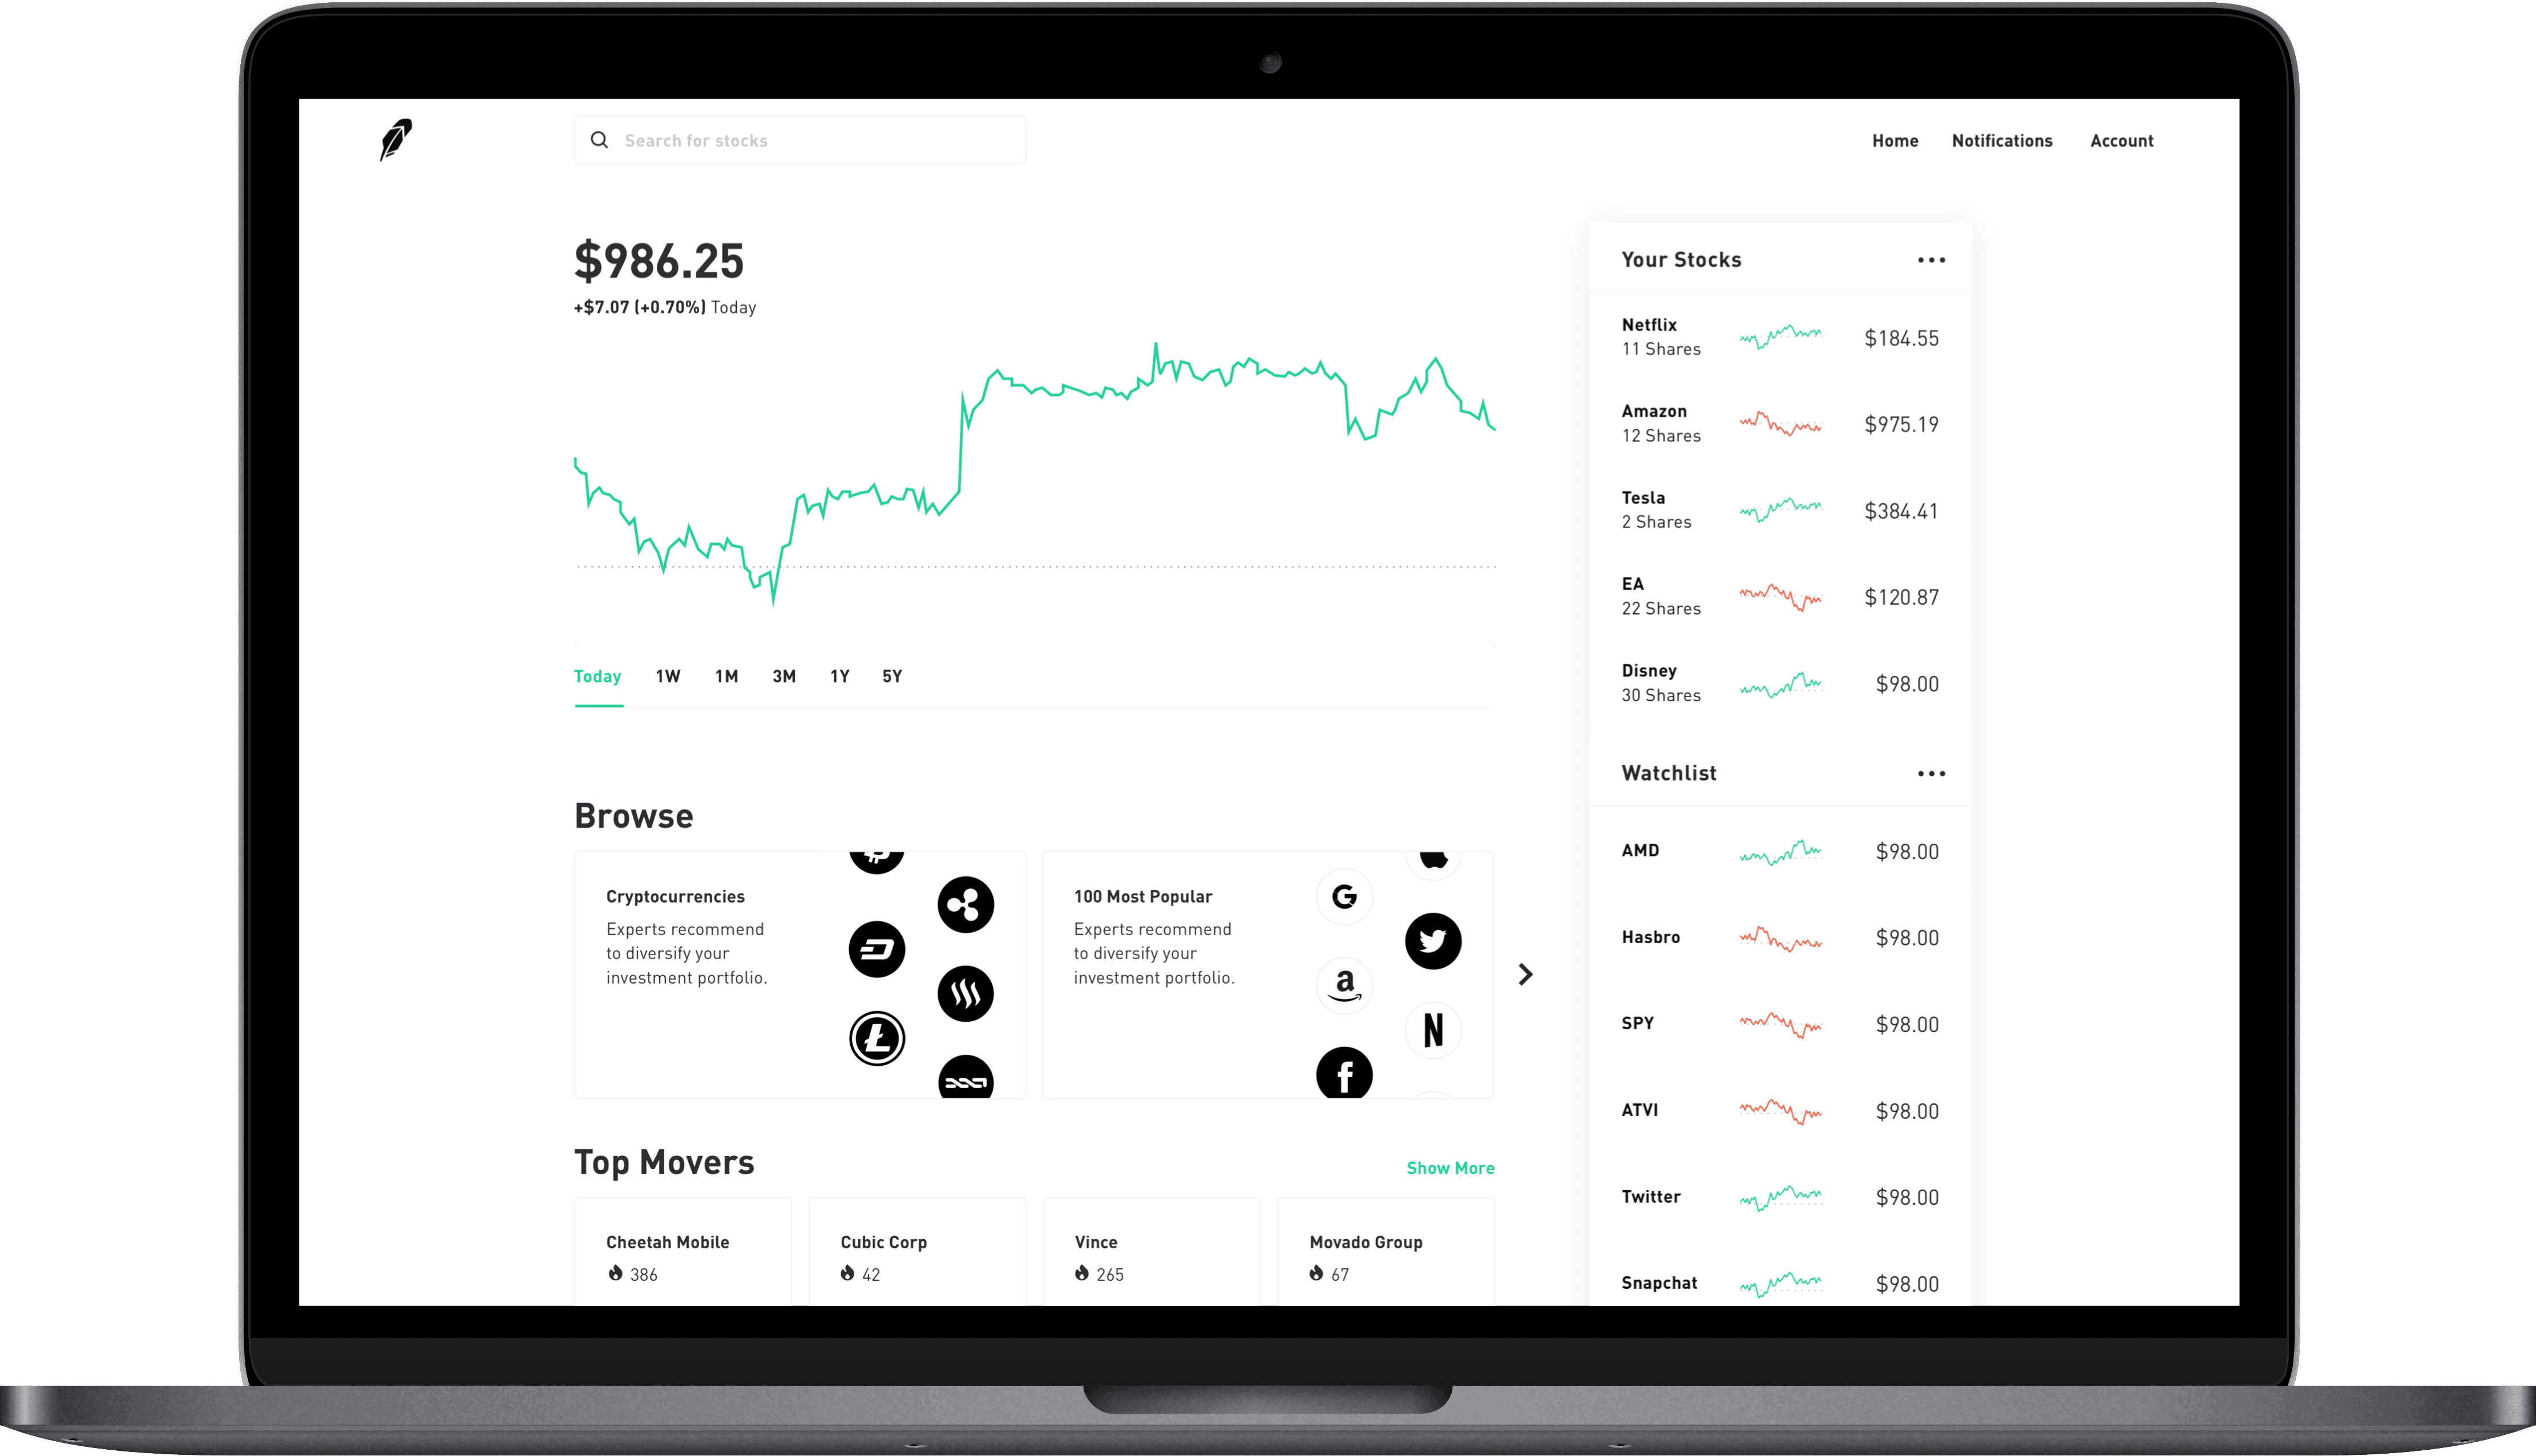 Search for stocks
Home Notifications Account
$986.25
+$7.07 (+0.70%) Today
Today 1W 1M 3M 1Y 5Y
Browse
Cryptocurrencies
Experts recommend
to diversify your
investment portfolio.
100 Most Popular
Experts recommend
to diversify your
investment portfolio.
Top Movers
Show More
Cheetah Mobile
386
Cubic Corp
42
Vince
265
Movado Group
67
Your Stocks
Netflix
11 Shares
$184.55
Amazon
12 Shares
$975.19
Tesla
2 Shares
$384.41
EA
22 Shares
$120.87
Disney
30 Shares
$98.00
Watchlist
AMD $98.00
Hasbro $98.00
SPY $98.00
ATVI $98.00
Twitter $98.00
Snapchat $98.00